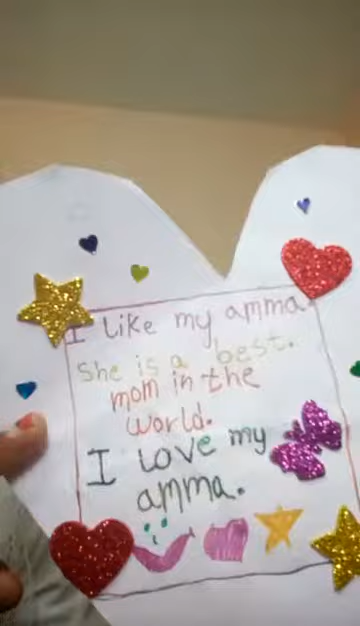 I like my amma
She is a best.
mom in the
world.
I love my
amma.